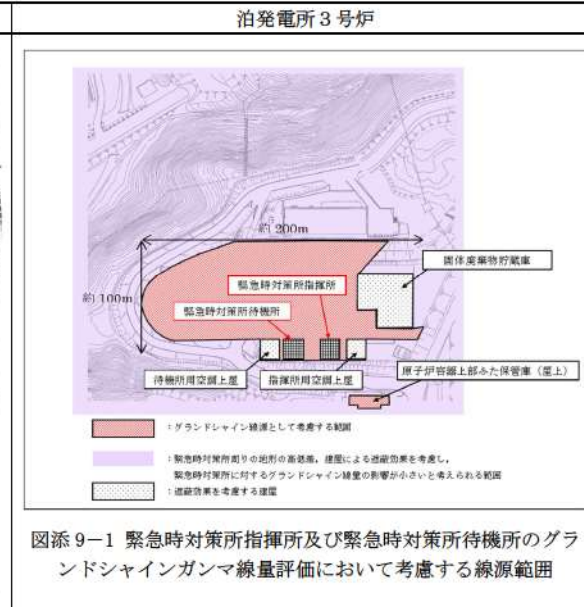 泊発電所3号炉
約200m
固体廃棄物貯蔵庫
緊急時対策所指揮所
約100m
緊急時対策所待機所
待機所用空調上屋
指揮所用空調上屋
原子炉容器上部ふた保管庫（屋上）
：グランドシャイン線源として考慮する範囲
：緊急時対策所周りの地形の高低差，建屋による遮蔽効果を考慮し，
緊急時対策所に対するグランドシャイン線量の影響が小さいと考えられる範囲
：遮蔽効果を考慮する建屋
図添 9－1 緊急時対策所指揮所及び緊急時対策所待機所のグラ
ンドシャインガンマ線量評価において考慮する線源範囲